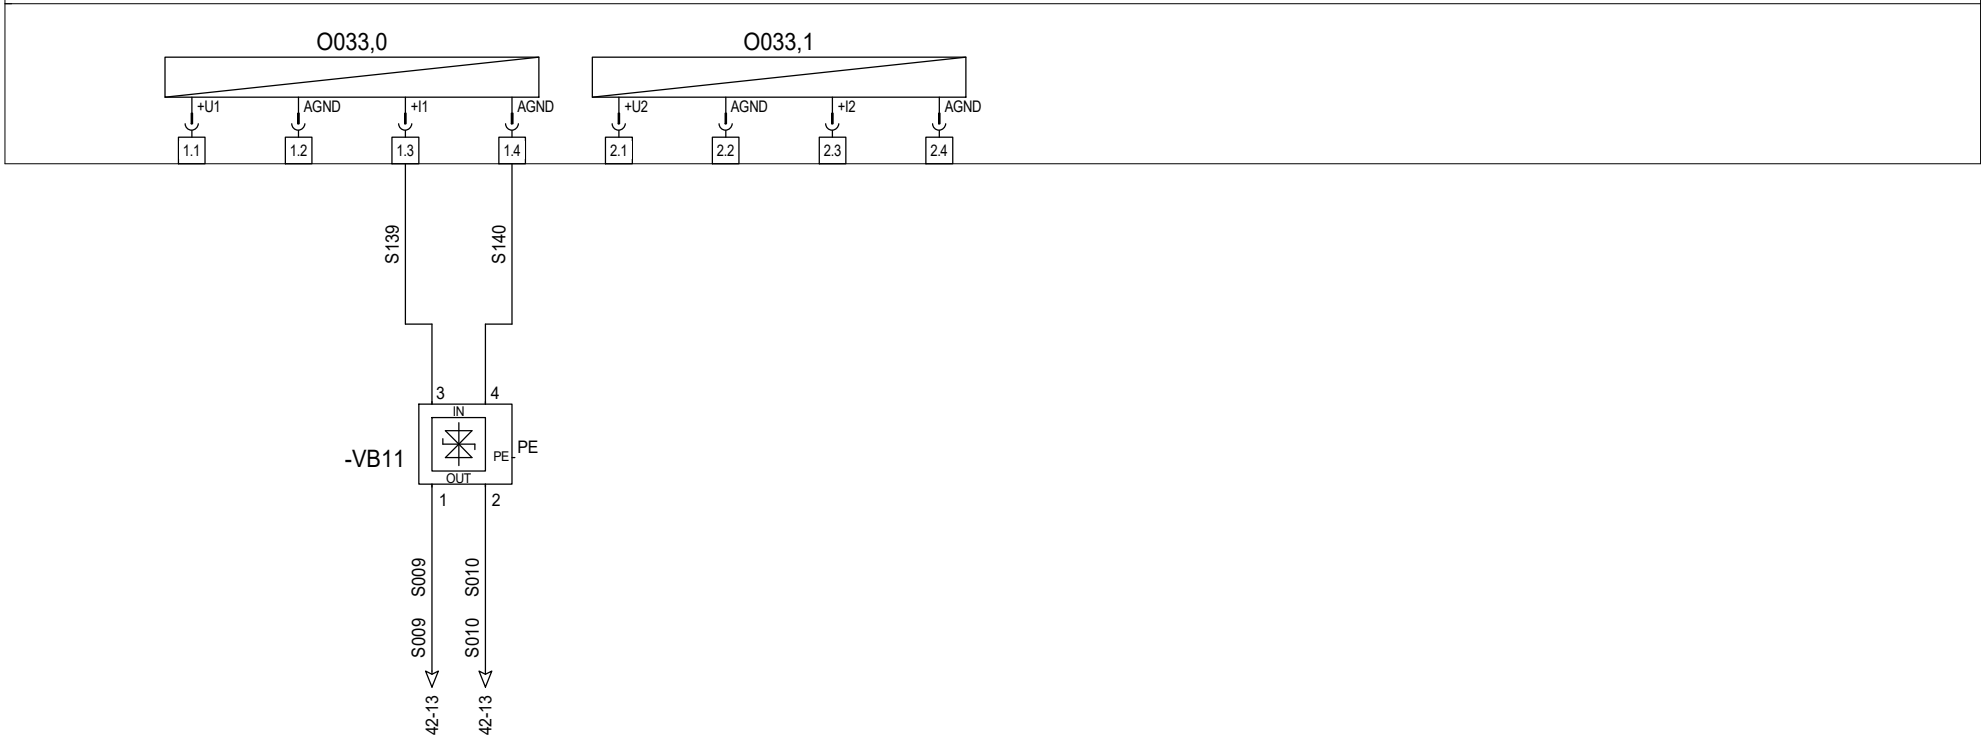 O033,0 O033,1
+U1 AGND +I1 AGND +U2 AGND +I2 AGND
1.1 1.2 1.3 1.4 2.1 2.2 2.3 2.4
S139 S140
3 4
IN
-VB11 PE PE
OUT
1 2
S009 S010
S009 S010
42-13 42-13